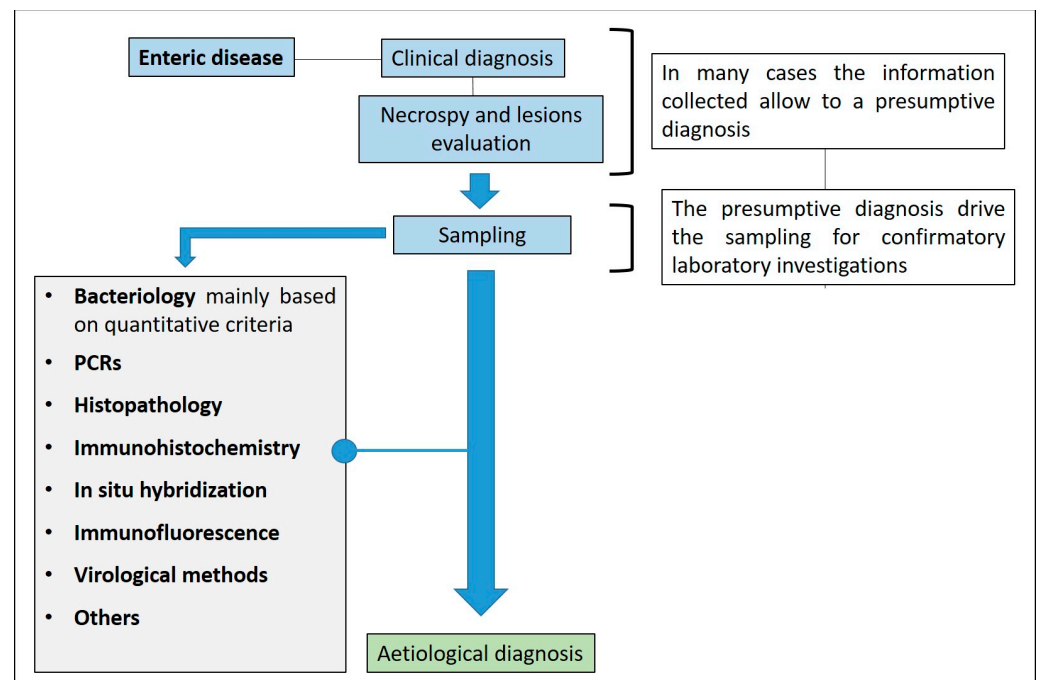 Enteric disease
Clinical diagnosis
Necrospy and lesions
evaluation
In many cases the information
collected allow to a presumptive
diagnosis
Sampling
The presumptive diagnosis drive
the sampling for confirmatory
laboratory investigations
• Bacteriology mainly based
on quantitative criteria
• PCRs
• Histopathology
• Immunohistochemistry
• In situ hybridization
• Immunofluorescence
• Virological methods
• Others
Aetiological diagnosis